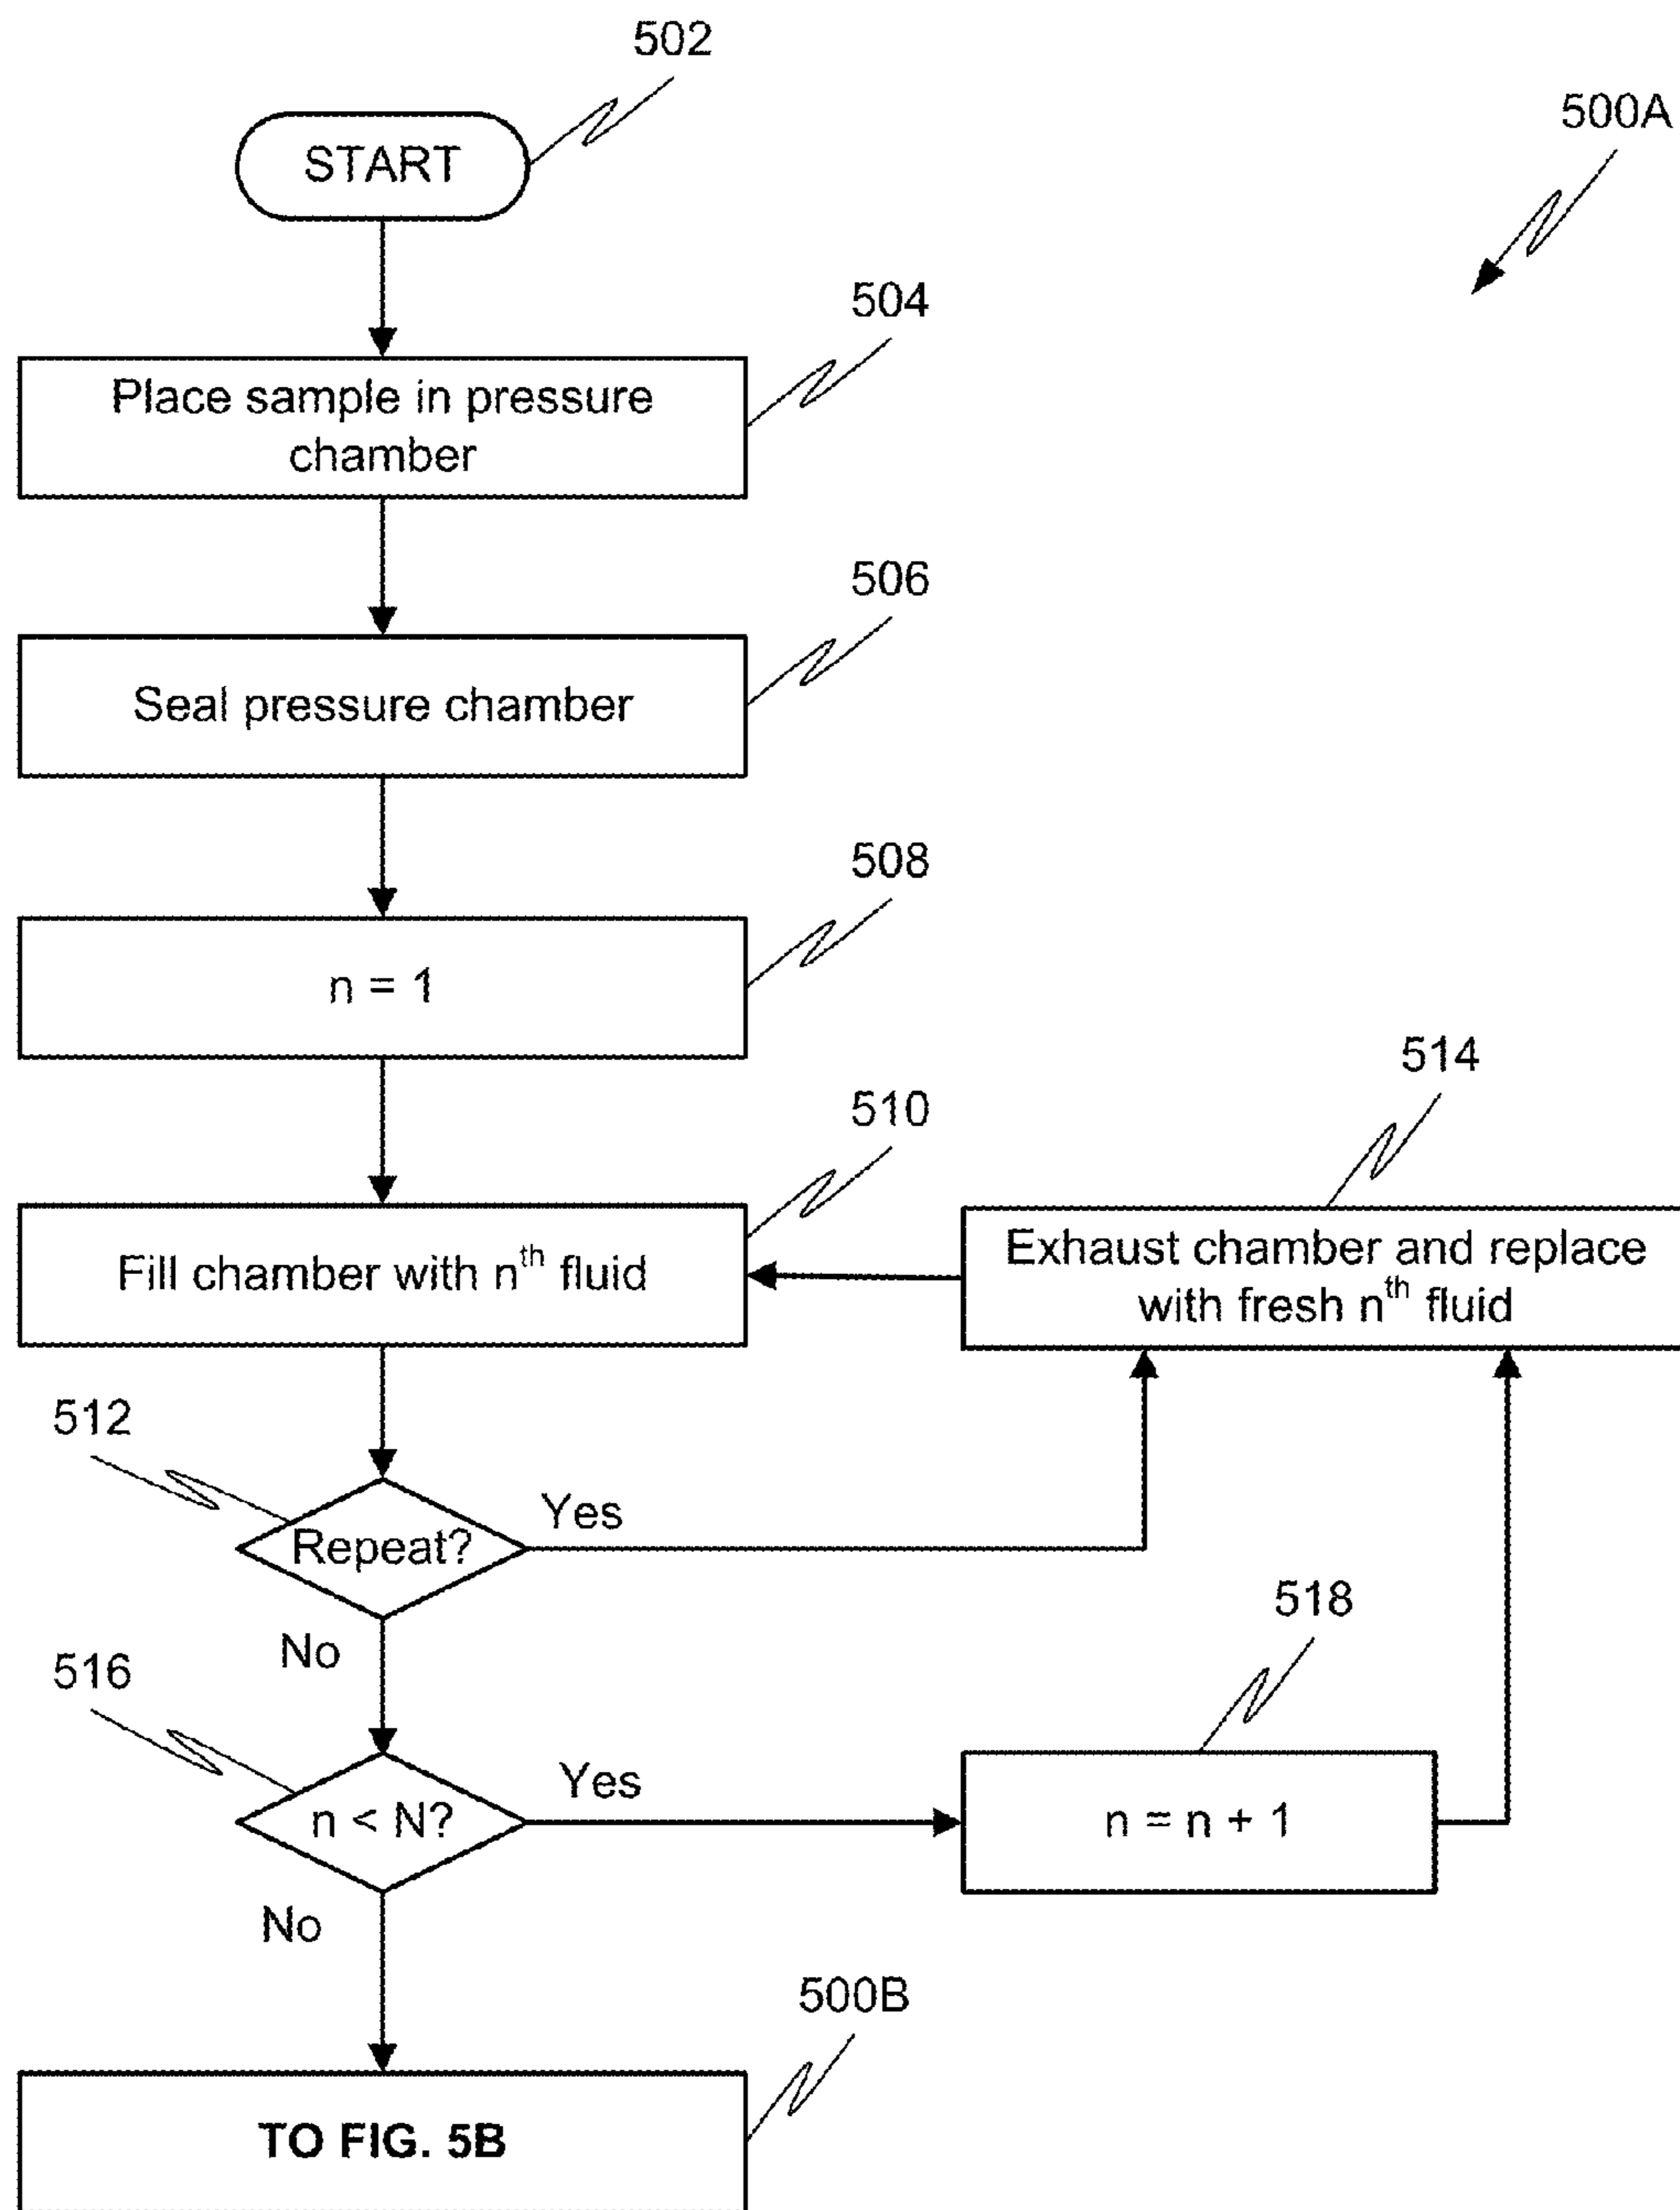 502
500A
START
504
Place sample in pressure
chamber
506
Seal pressure chamber
508
n = 1
514
510
Fill chamber with nth fluid
Exhaust chamber and replace
with fresh nth fluid
512
Repeat?
Yes
No
518
516
n < N?
Yes
n = n + 1
No
500B
TO FIG. 5B